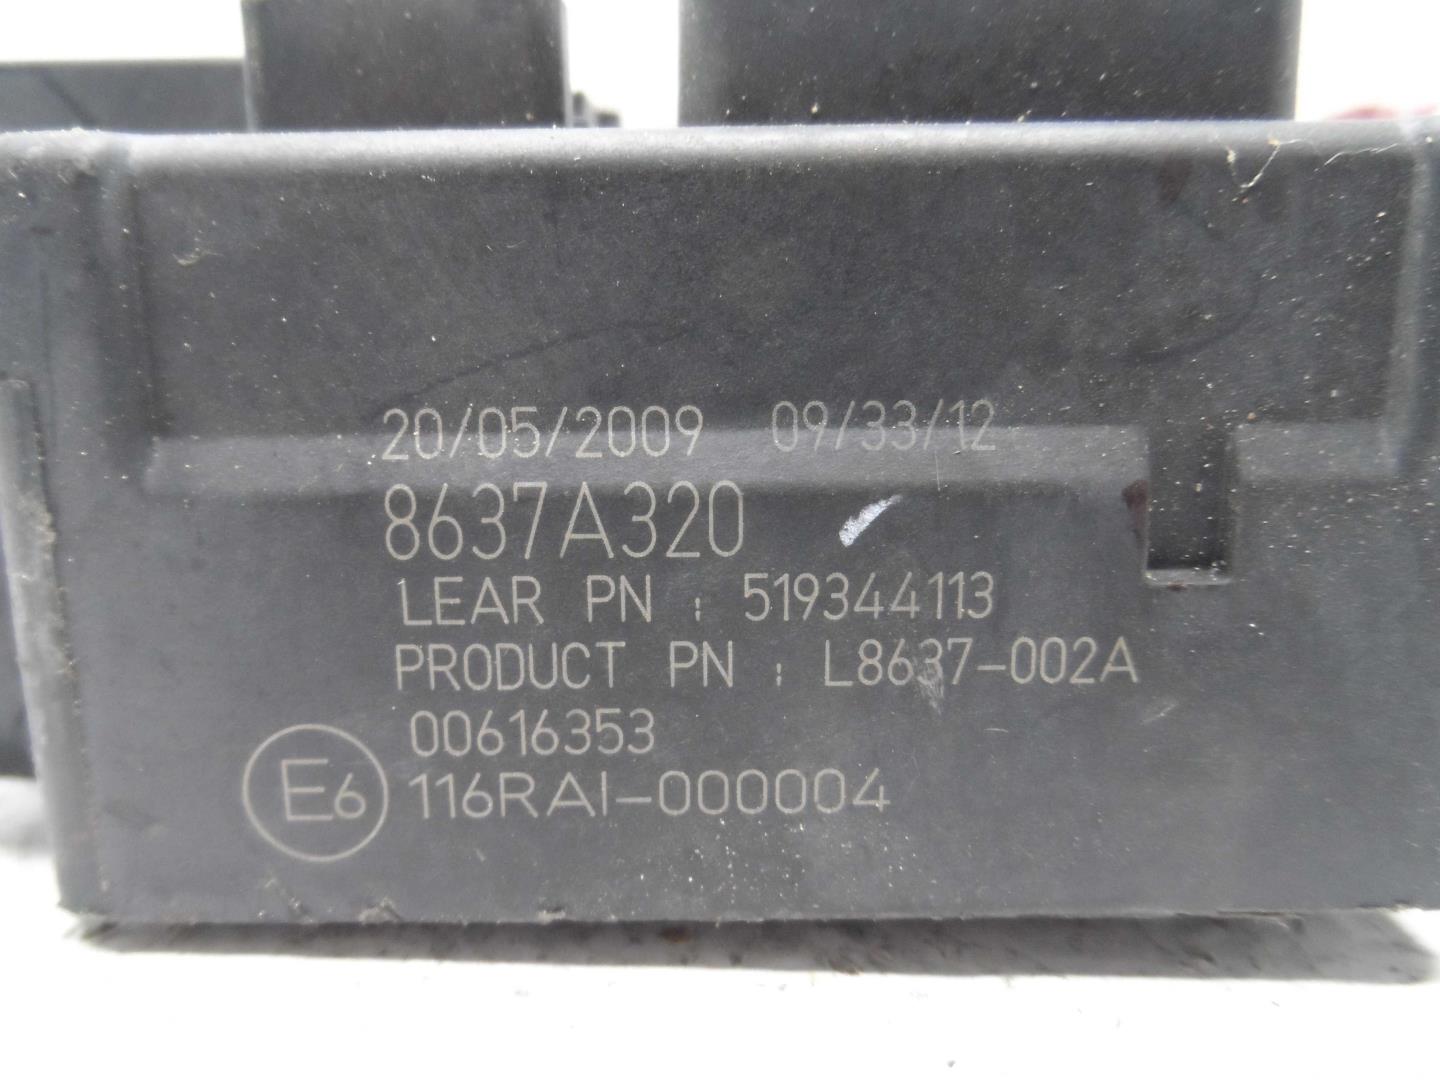 20/05/2009 09/33/12
8637A320
LEAR PN : 519344113
PRODUCT PN : L8637-002A
00616353
E6 116RAI-000004